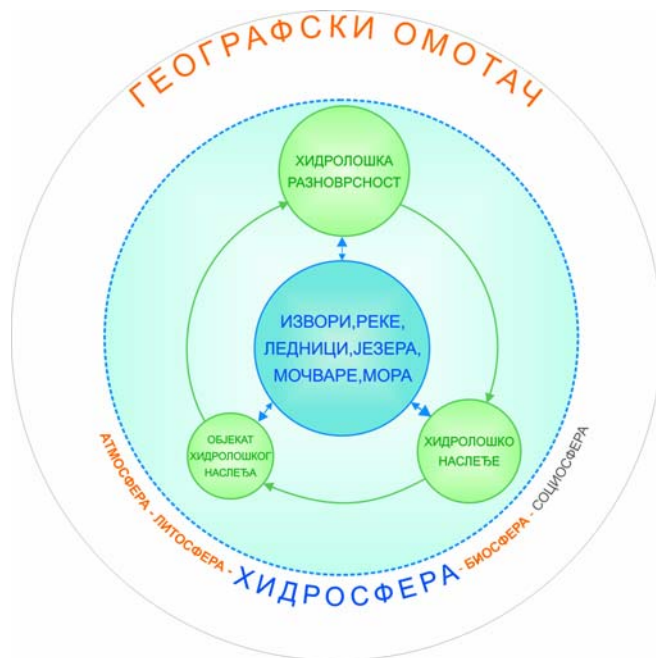 ГЕОГРАФСКИ ОМОТАЧ
ХИДРОЛОШКА
РАЗНОВРСНОСТ
ИЗВОРИ,РЕКЕ,
ЛЕДНИЦИ,ЈЕЗЕРА,
МОЧВАРЕ,МОРА
ОБЈЕКАТ
ХИДРОЛОШКОГ
НАСЛЕЂА
ХИДРОЛОШКО
НАСЛЕЂЕ
АТМОСФЕРА - ЛИТОСФЕРА - ХИДРОСФЕРА - БИОСФЕРА - СОЦИОСФЕРА